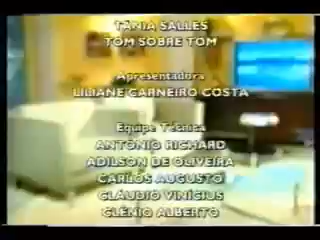 TÂNIA SALLES
TOM SOBRE TOM
Apresentadora
LILIANE CARNEIRO COSTA
Equipe Técnica
ANTÔNIO RICHARD
ADILSON DE OLIVEIRA
CARLOS AUGUSTO
CLÁUDIO VINÍCIUS
CLÊNIO ALBERTO